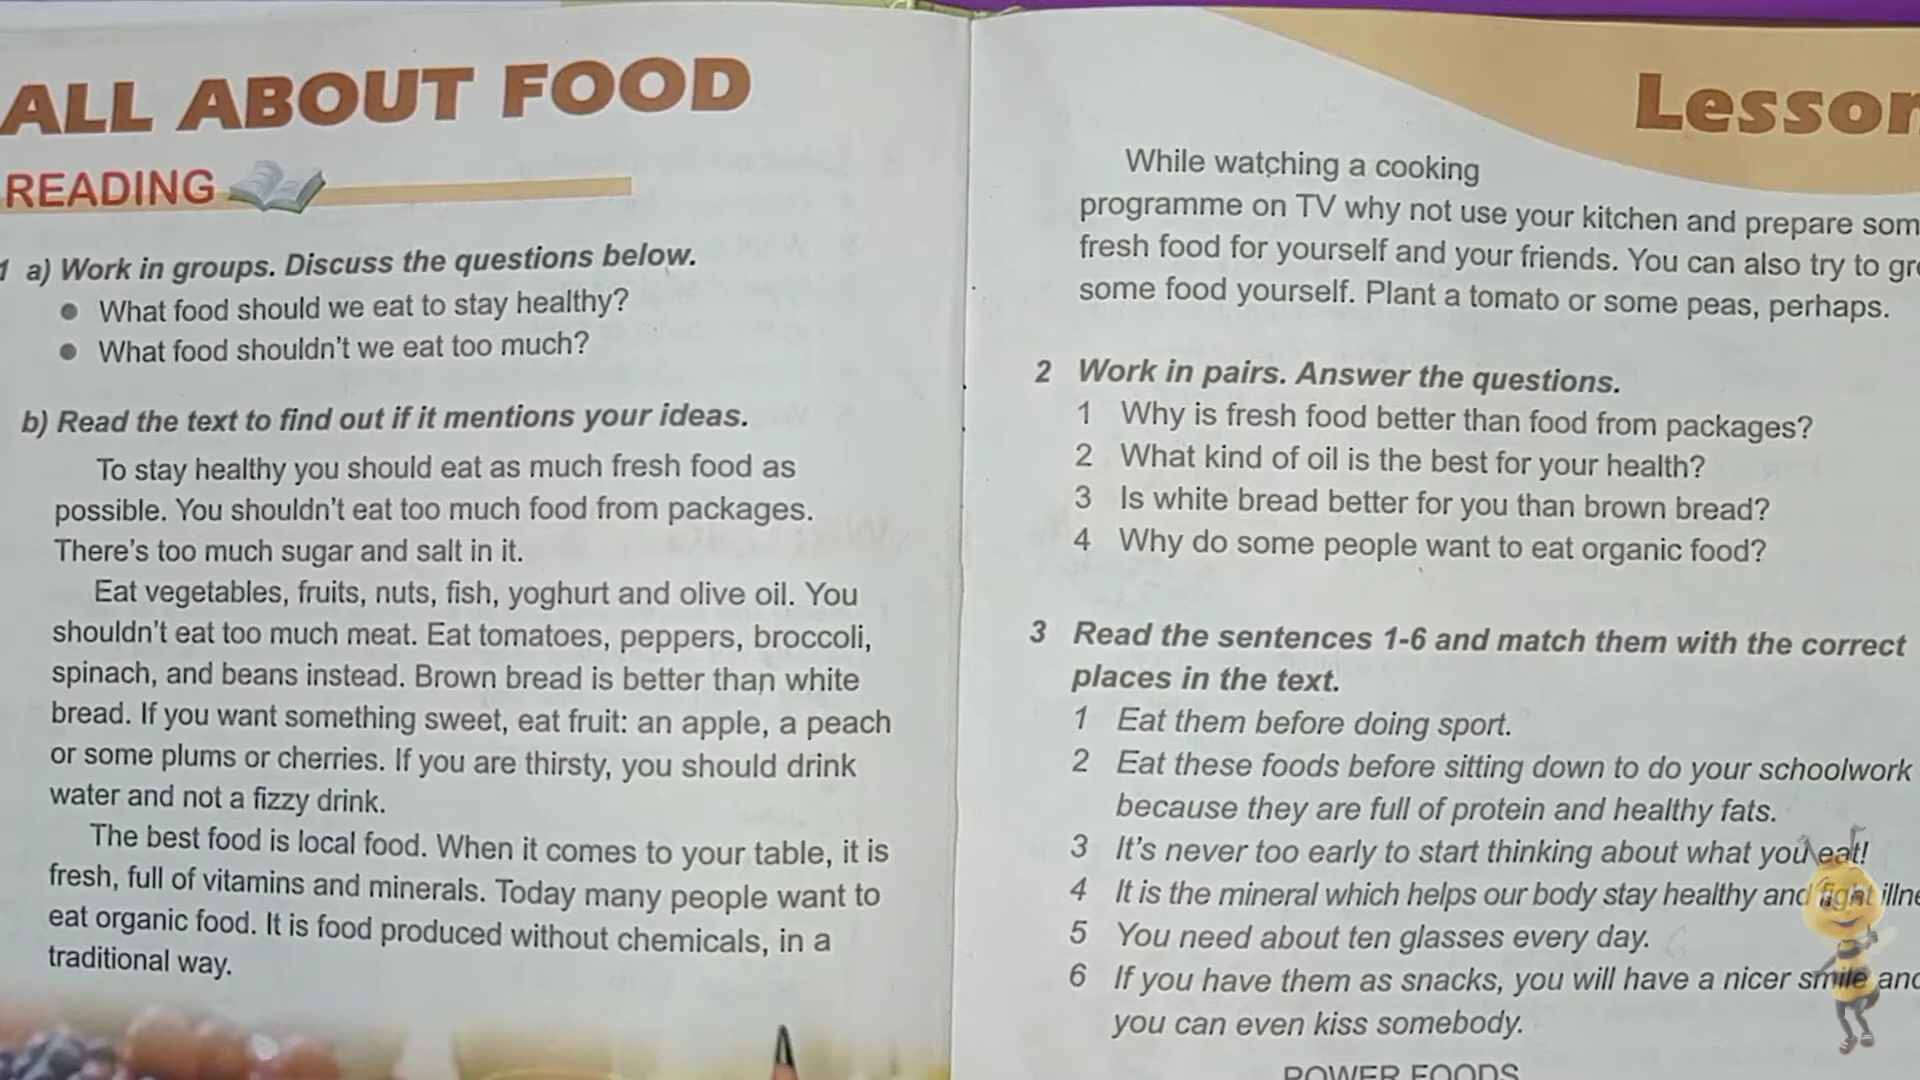 ALL ABOUT FOOD
READING
1 a) Work in groups. Discuss the questions below.
● What food should we eat to stay healthy?
● What food shouldn't we eat too much?
b) Read the text to find out if it mentions your ideas.
To stay healthy you should eat as much fresh food as
possible. You shouldn't eat too much food from packages.
There's too much sugar and salt in it.
Eat vegetables, fruits, nuts, fish, yoghurt and olive oil. You
shouldn't eat too much meat. Eat tomatoes, peppers, broccoli,
spinach, and beans instead. Brown bread is better than white
bread. If you want something sweet, eat fruit: an apple, a peach
or some plums or cherries. If you are thirsty, you should drink
water and not a fizzy drink.
The best food is local food. When it comes to your table, it is
fresh, full of vitamins and minerals. Today many people want to
eat organic food. It is food produced without chemicals, in a
traditional way.
Lesson
While watching a cooking
programme on TV why not use your kitchen and prepare som
fresh food for yourself and your friends. You can also try to gro
some food yourself. Plant a tomato or some peas, perhaps.
2 Work in pairs. Answer the questions.
1 Why is fresh food better than food from packages?
2 What kind of oil is the best for your health?
3 Is white bread better for you than brown bread?
4 Why do some people want to eat organic food?
3 Read the sentences 1-6 and match them with the correct
places in the text.
1 Eat them before doing sport.
2 Eat these foods before sitting down to do your schoolwork
because they are full of protein and healthy fats.
3 It's never too early to start thinking about what you eat!
4 It is the mineral which helps our body stay healthy and fight illne
5 You need about ten glasses every day.
6 If you have them as snacks, you will have a nicer smile and
you can even kiss somebody.
POWER FOODS